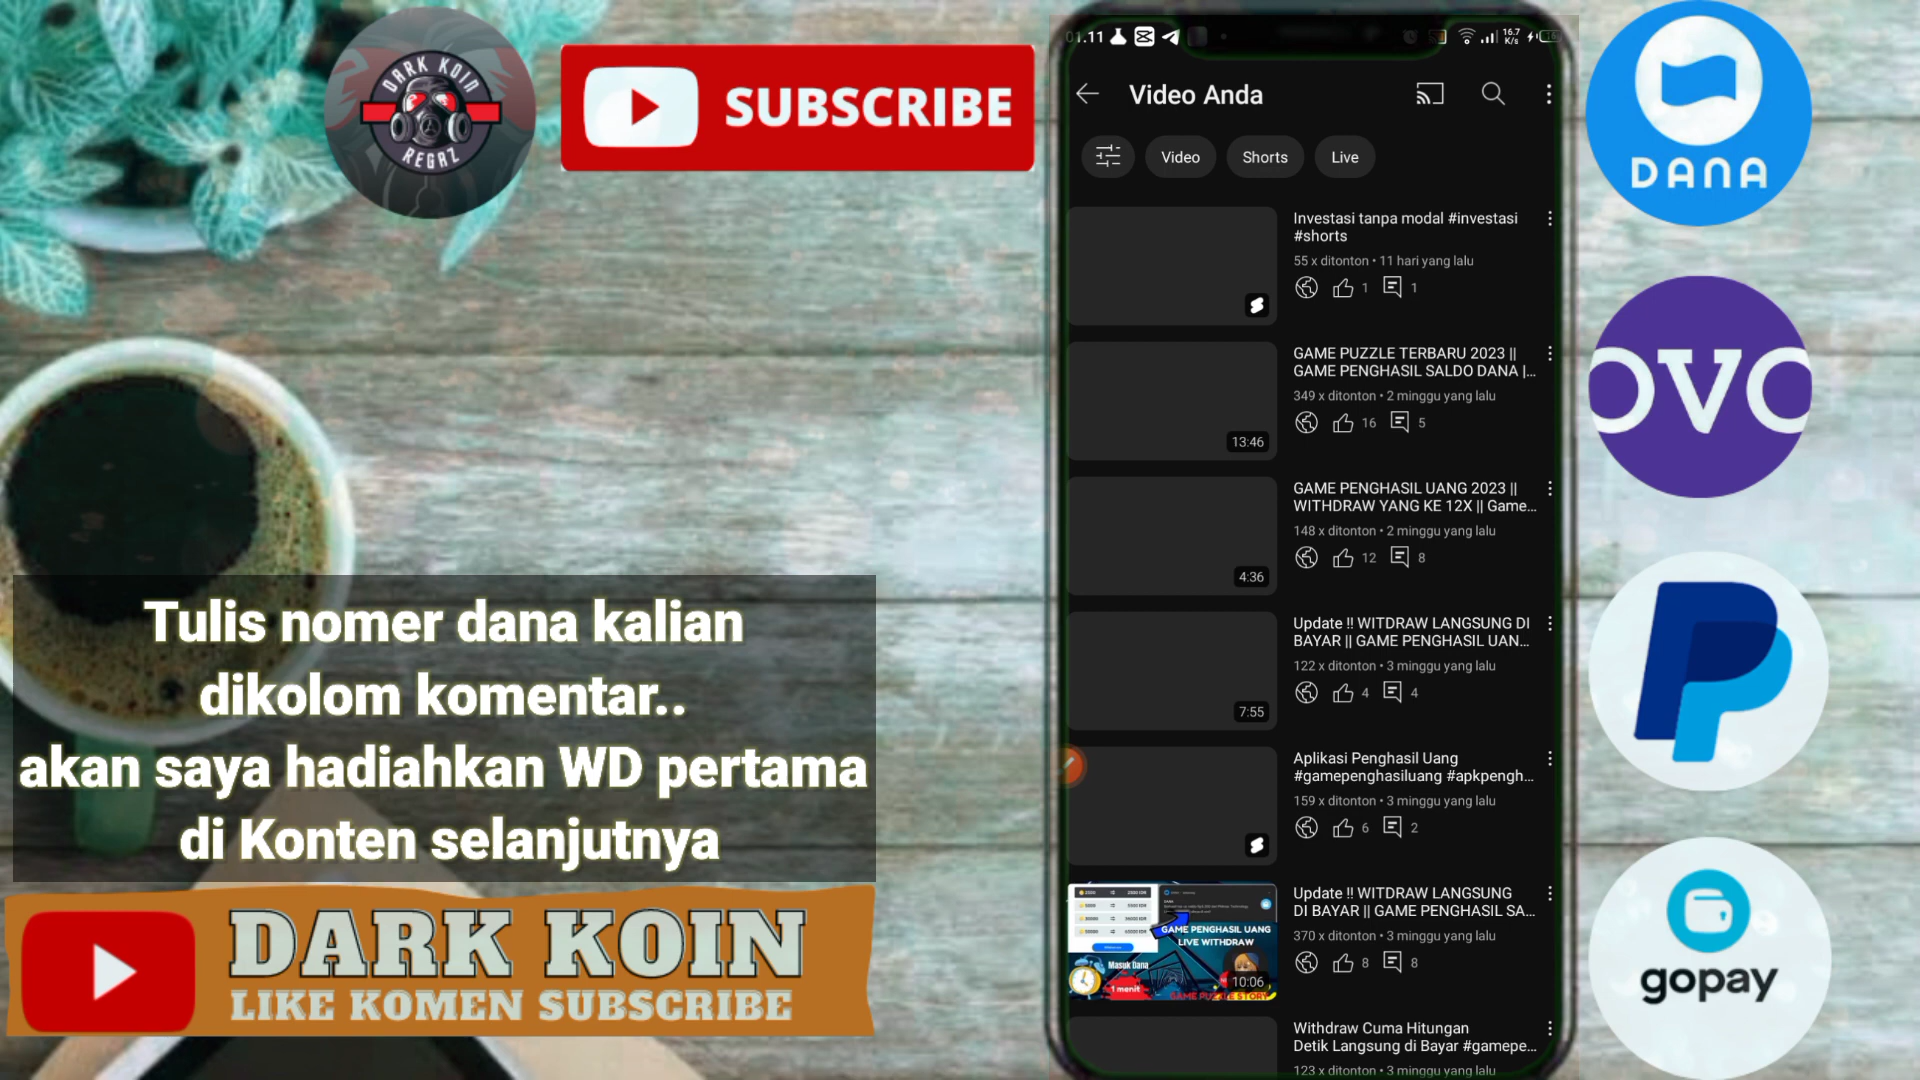 DARK KOIN
REGAZ
SUBSCRIBE
Tulis nomer dana kalian
dikolom komentar..
akan saya hadiahkan WD pertama
di Konten selanjutnya
DARK KOIN
LIKE KOMEN SUBSCRIBE
01.11
16.7
K/s
Video Anda
Video
Shorts
Live
Investasi tanpa modal #investasi
#shorts
55 x ditonton • 11 hari yang lalu
1 1
13:46
GAME PUZZLE TERBARU 2023 ||
GAME PENGHASIL SALDO DANA |...
349 x ditonton • 2 minggu yang lalu
16 5
4:36
GAME PENGHASIL UANG 2023 ||
WITHDRAW YANG KE 12X || Game...
148 x ditonton • 2 minggu yang lalu
12 8
7:55
Update !! WITDRAW LANGSUNG DI
BAYAR || GAME PENGHASIL UAN...
122 x ditonton • 3 minggu yang lalu
4 4
Aplikasi Penghasil Uang
#gamepenghasiluang #apkpengh...
159 x ditonton • 3 minggu yang lalu
6 2
GAME PENGHASIL UANG
LIVE WITHDRAW
Masuk Dana
1 menit
10:06
GAME PUZZLE STORY
Update !! WITDRAW LANGSUNG
DI BAYAR || GAME PENGHASIL SA...
370 x ditonton • 3 minggu yang lalu
8 8
Withdraw Cuma Hitungan
Detik Langsung di Bayar #gamepe...
123 x ditonton • 3 minggu yang lalu
DANA
OVO
gopay